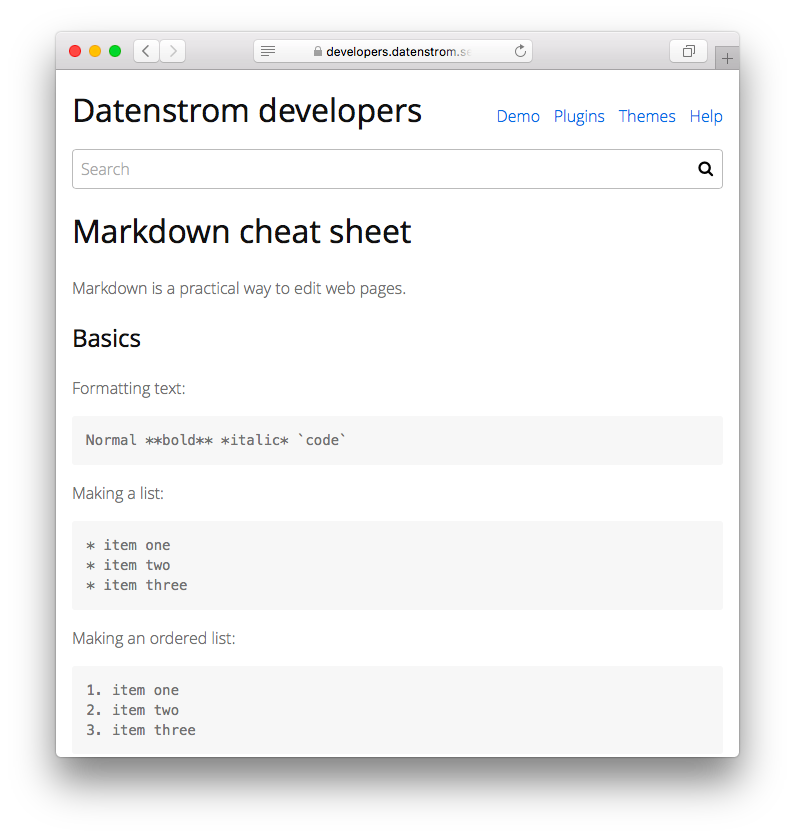 developers.datenstrom.se
Datenstrom developers
Demo Plugins Themes Help
Search
Markdown cheat sheet
Markdown is a practical way to edit web pages.
Basics
Formatting text:
Normal **bold** *italic* `code`
Making a list:
* item one
* item two
* item three
Making an ordered list:
1. item one
2. item two
3. item three